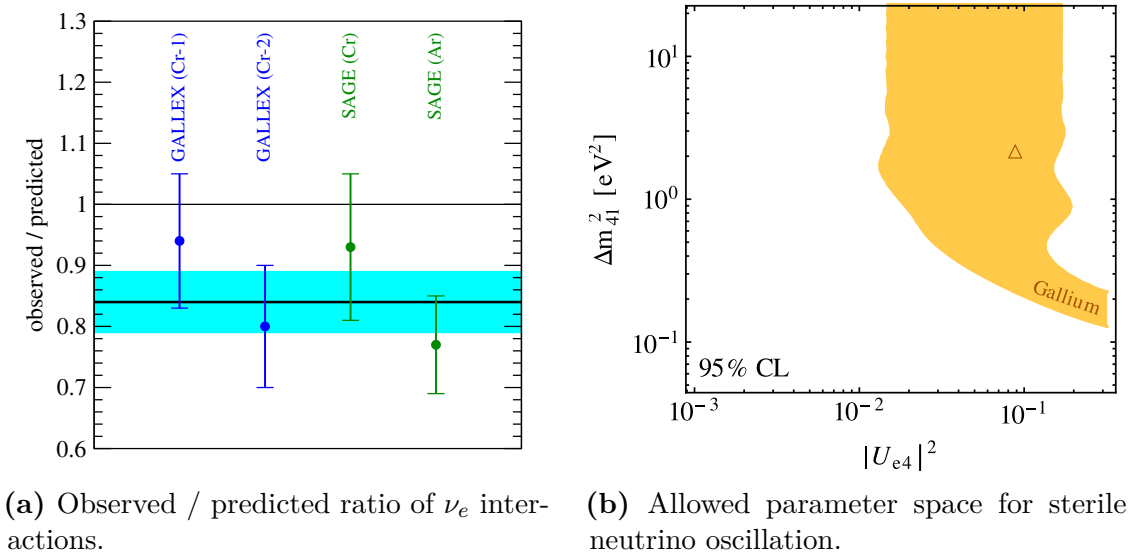 1.3
1.2
1.1
1
0.9
0.8
0.7
0.6
observed / predicted
GALLEX (Cr-1)
GALLEX (Cr-2)
SAGE (Cr)
SAGE (Ar)
10¹
10⁰
10⁻¹
Δm²₄₁ [eV²]
Gallium
95% CL
10⁻³
10⁻²
10⁻¹
|Uₑ₄|²
(a) Observed / predicted ratio of νₑ inter-
actions.
(b) Allowed parameter space for sterile
neutrino oscillation.